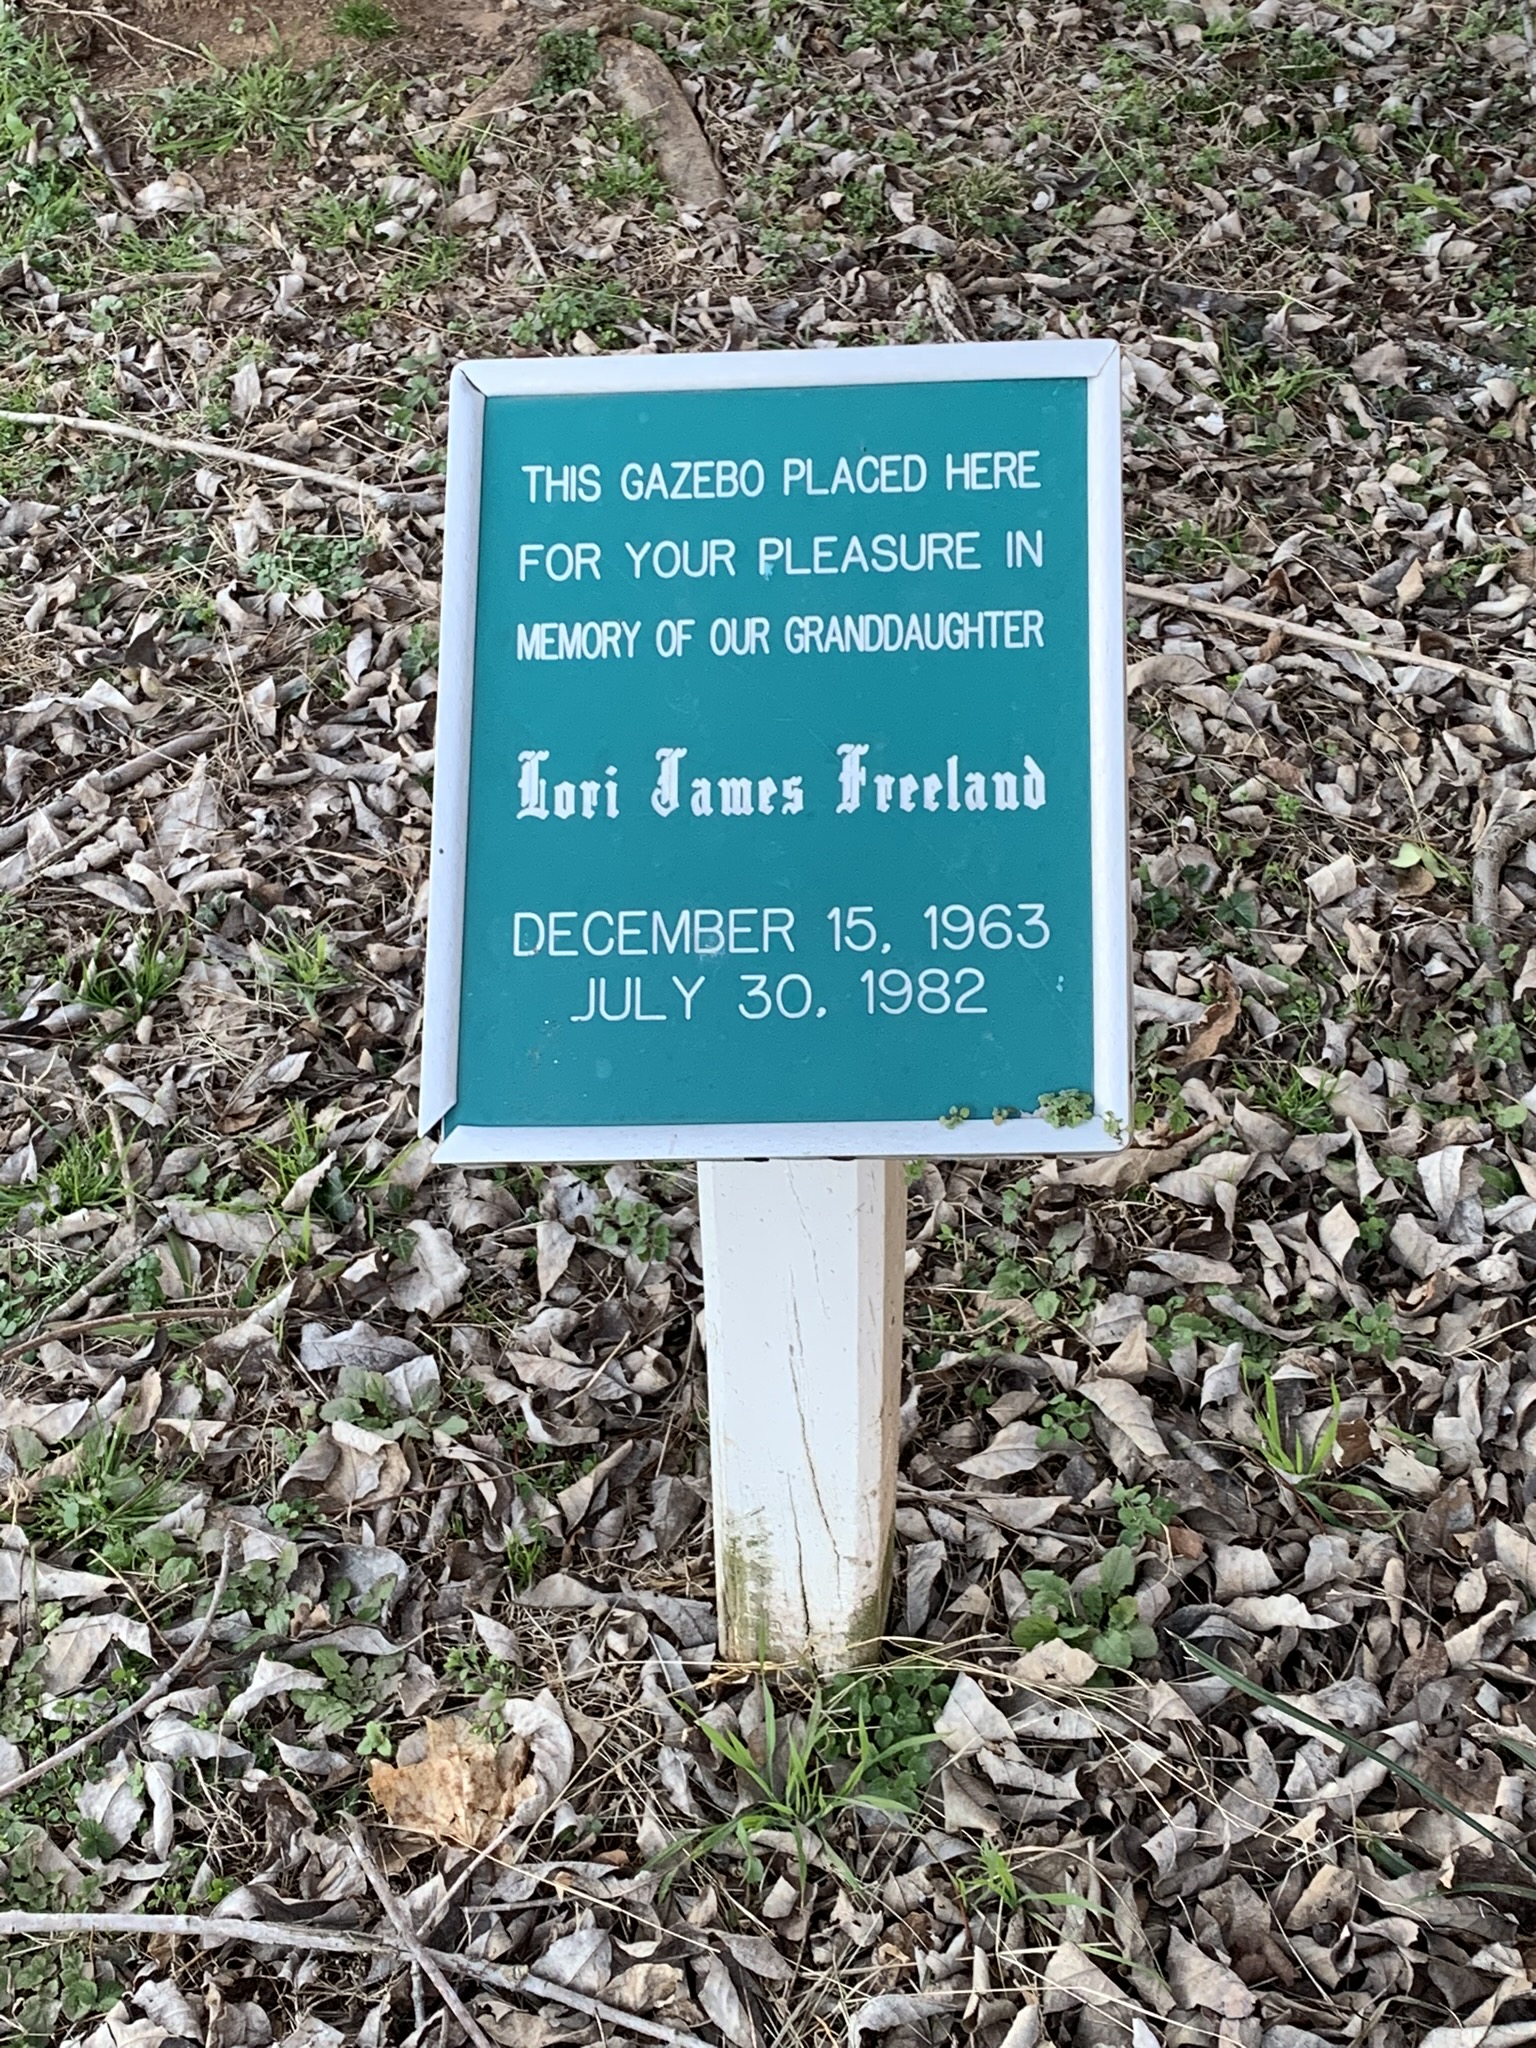 THIS GAZEBO PLACED HERE
FOR YOUR PLEASURE IN
MEMORY OF OUR GRANDDAUGHTER
Lori James Freeland
DECEMBER 15, 1963
JULY 30, 1982